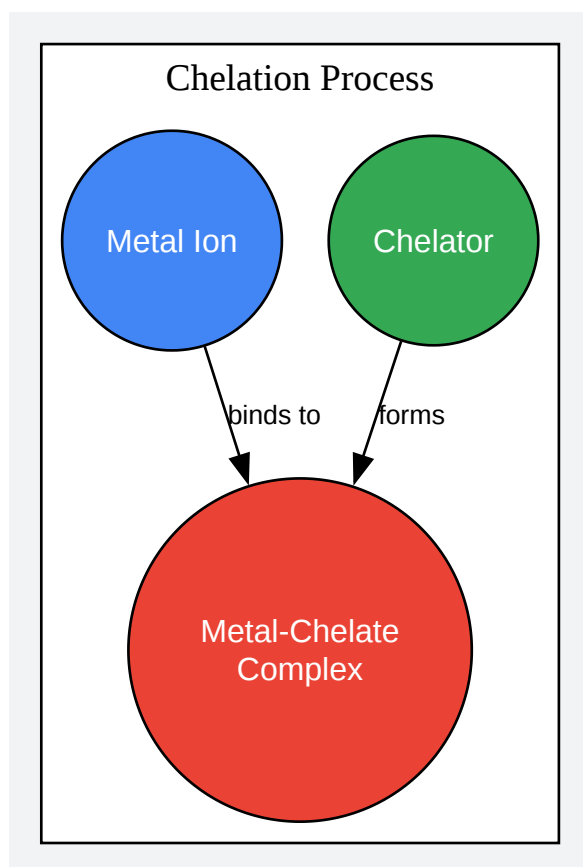 Chelation Process
Metal Ion
Chelator
binds to
forms
Metal-Chelate
Complex